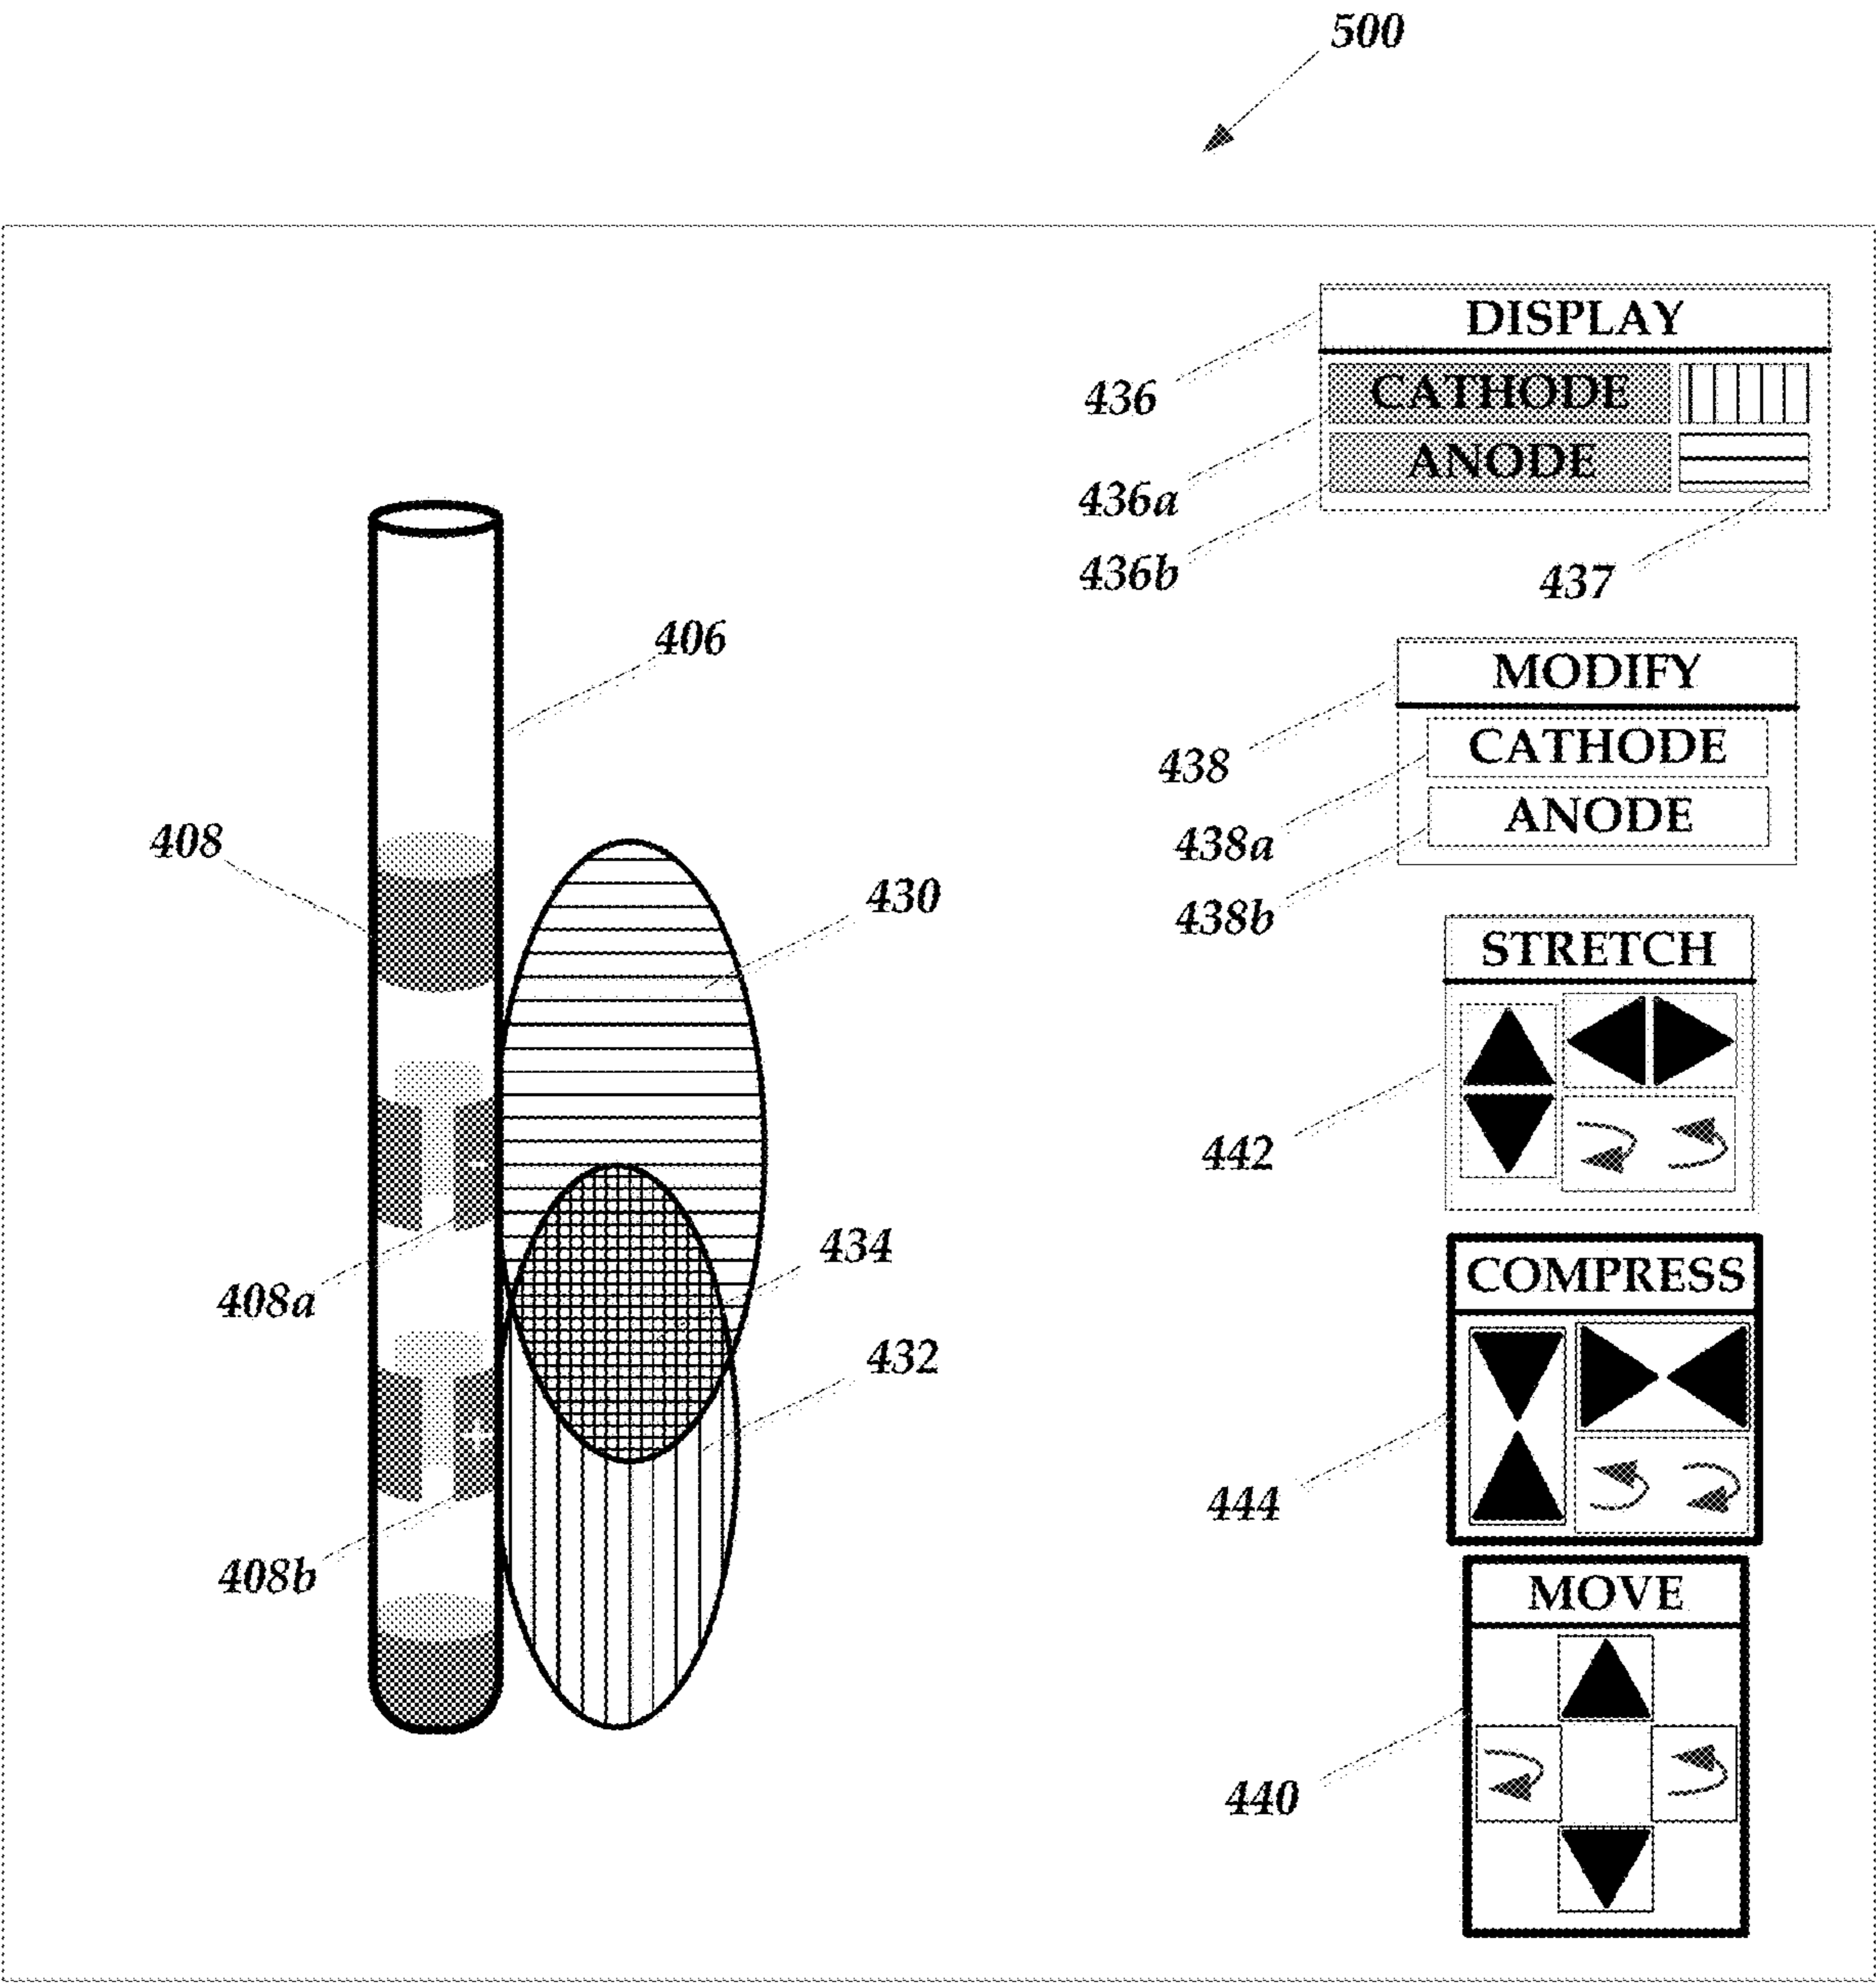 500
DISPLAY
436
CATHODE
436a
ANODE
436b
437
406
MODIFY
438
CATHODE
438a
ANODE
438b
408
430
STRETCH
442
-
408a
434
COMPRESS
432
+
444
408b
MOVE
440